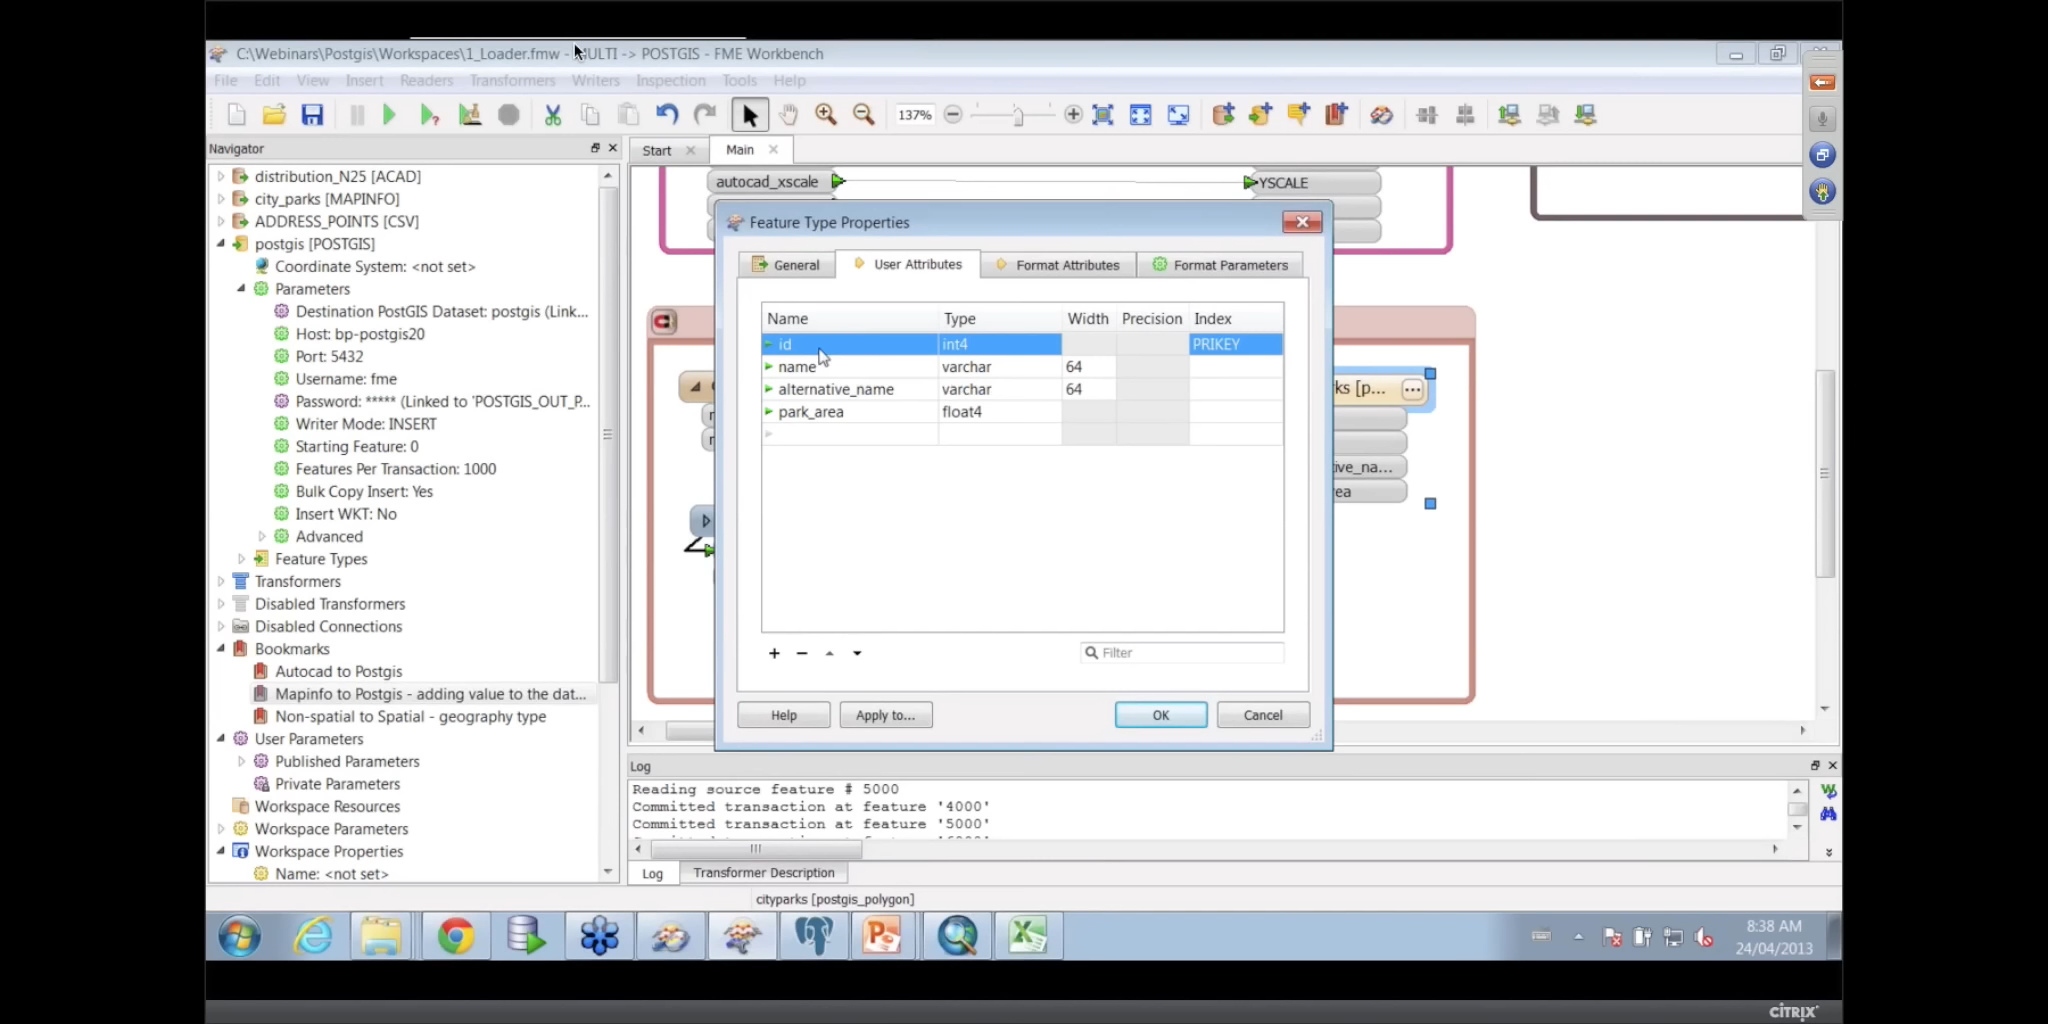 C:\Webinars\Postgis\Workspaces\1_Loader.fmw - MULTI -> POSTGIS - FME Workbench
File Edit View Insert Readers Transformers Writers Inspection Tools Help
137%
Navigator
distribution_N25 [ACAD]
city_parks [MAPINFO]
ADDRESS_POINTS [CSV]
postgis [POSTGIS]
Coordinate System: <not set>
Parameters
Destination PostGIS Dataset: postgis (Link...
Host: bp-postgis20
Port: 5432
Username: fme
Password: ***** (Linked to 'POSTGIS_OUT_P...
Writer Mode: INSERT
Starting Feature: 0
Features Per Transaction: 1000
Bulk Copy Insert: Yes
Insert WKT: No
Advanced
Feature Types
Transformers
Disabled Transformers
Disabled Connections
Bookmarks
Autocad to Postgis
Mapinfo to Postgis - adding value to the dat...
Non-spatial to Spatial - geography type
User Parameters
Published Parameters
Private Parameters
Workspace Resources
Workspace Parameters
Workspace Properties
Name: <not set>
Start Main
autocad_xscale YSCALE
Feature Type Properties
General User Attributes Format Attributes Format Parameters
Name Type Width Precision Index
id int4 PRIKEY
name varchar 64
alternative_name varchar 64
park_area float4
Filter
Help Apply to... OK Cancel
ks [p... ...
ive_na...
ea
Log
Reading source feature # 5000
Committed transaction at feature '4000'
Committed transaction at feature '5000'
Log Transformer Description
cityparks [postgis_polygon]
8:38 AM
24/04/2013
CITRIX